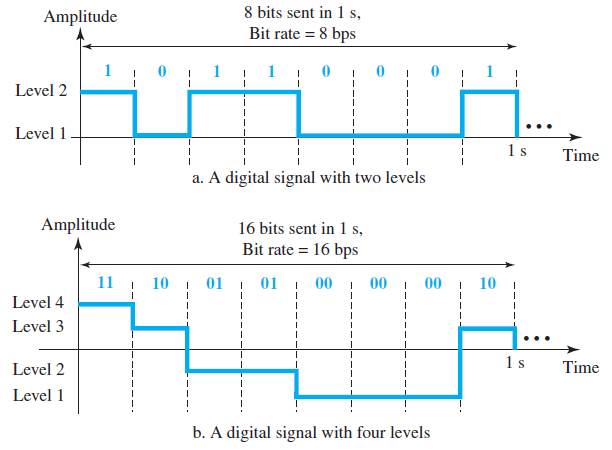 Amplitude
8 bits sent in 1 s,
Bit rate = 8 bps
1 0 1 1 0 0 0 1
Level 2
Level 1
...
1 s
Time
a. A digital signal with two levels
Amplitude
16 bits sent in 1 s,
Bit rate = 16 bps
11 10 01 01 00 00 00 10
Level 4
Level 3
...
Level 2
1 s
Time
Level 1
b. A digital signal with four levels